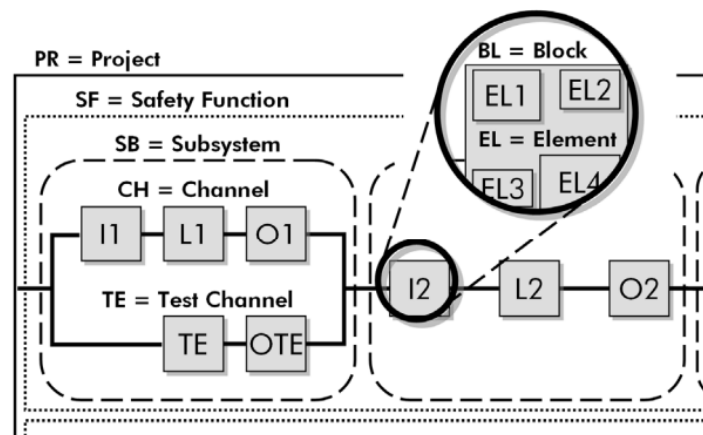 BL = Block
PR = Project
EL1 EL2
SF = Safety Function
EL = Element
SB = Subsystem
CH = Channel
EL3 EL4
I1 L1 O1
I2 L2 O2
TE = Test Channel
TE OTE